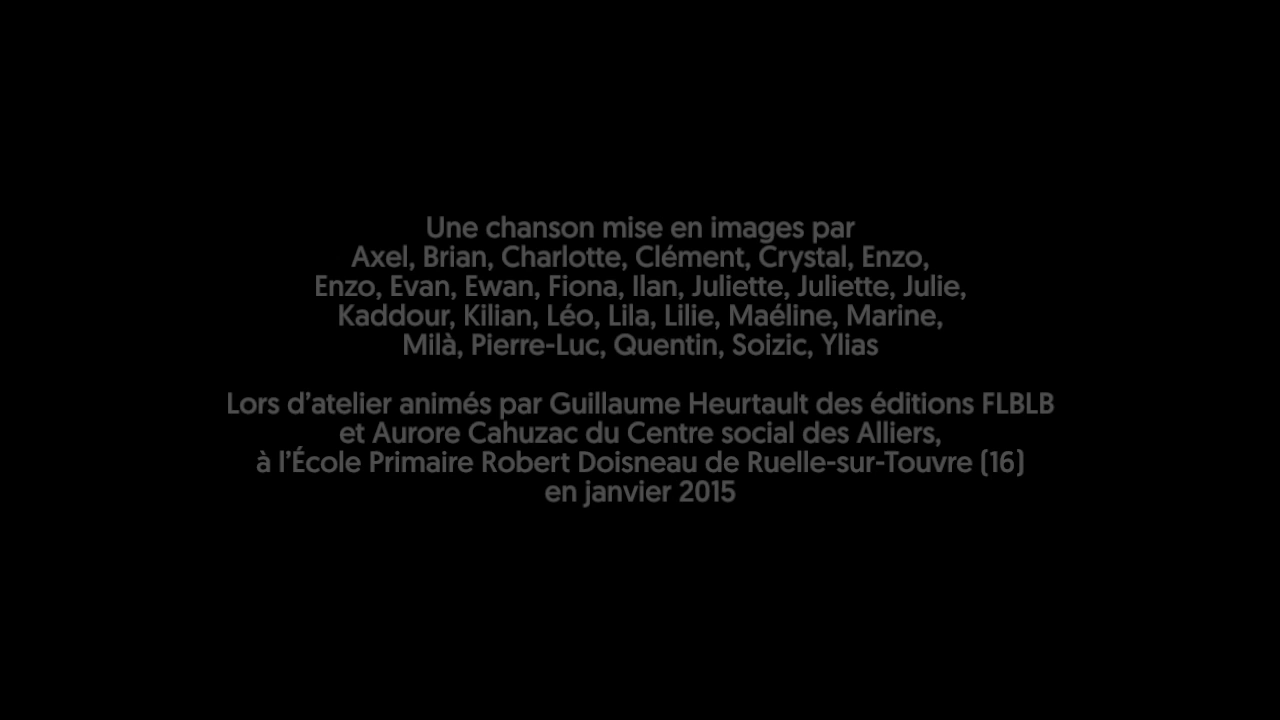 Une chanson mise en images par
Axel, Brian, Charlotte, Clément, Crystal, Enzo,
Enzo, Evan, Ewan, Fiona, Ilan, Juliette, Juliette, Julie,
Kaddour, Kilian, Léo, Lila, Lilie, Maéline, Marine,
Milà, Pierre-Luc, Quentin, Soizic, Ylias
Lors d’atelier animés par Guillaume Heurtault des éditions FLBLB
et Aurore Cahuzac du Centre social des Alliers,
à l’École Primaire Robert Doisneau de Ruelle-sur-Touvre (16)
en janvier 2015